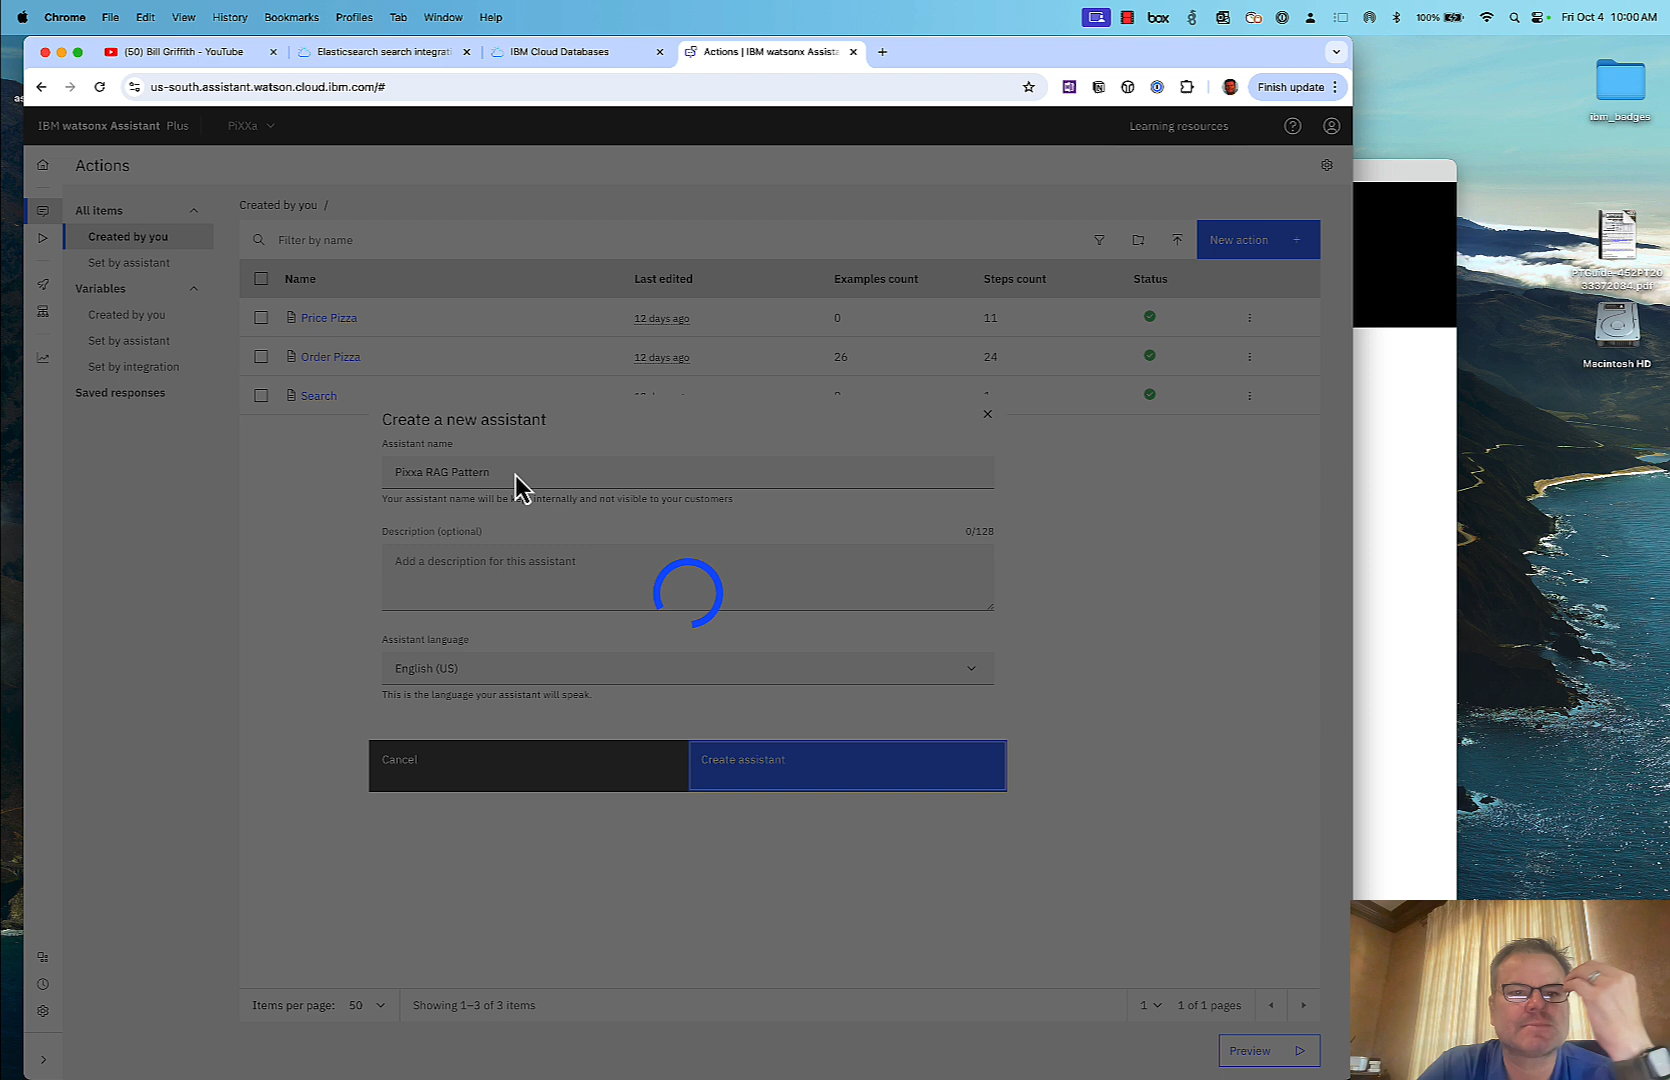 Chrome File Edit View History Bookmarks Profiles Tab Window Help
box 100% Fri Oct 4 10:00 AM
(50) Bill Griffith - YouTube
Elasticsearch search integrati
IBM Cloud Databases
Actions | IBM watsonx Assista
us-south.assistant.watson.cloud.ibm.com/#
Finish update
IBM watsonx Assistant Plus PiXXa
Learning resources
Actions
All items
Created by you
Set by assistant
Variables
Created by you
Set by assistant
Set by integration
Saved responses
Created by you /
Filter by name
New action +
Name Last edited Examples count Steps count Status
Price Pizza 12 days ago 0 11
Order Pizza 12 days ago 26 24
Search
Create a new assistant
Assistant name
Pixxa RAG Pattern
Your assistant name will be internally and not visible to your customers
Description (optional) 0/128
Add a description for this assistant
Assistant language
English (US)
This is the language your assistant will speak.
Cancel
Create assistant
Items per page: 50
Showing 1–3 of 3 items
1
1 of 1 pages
Preview
ibm_badges
Macintosh HD